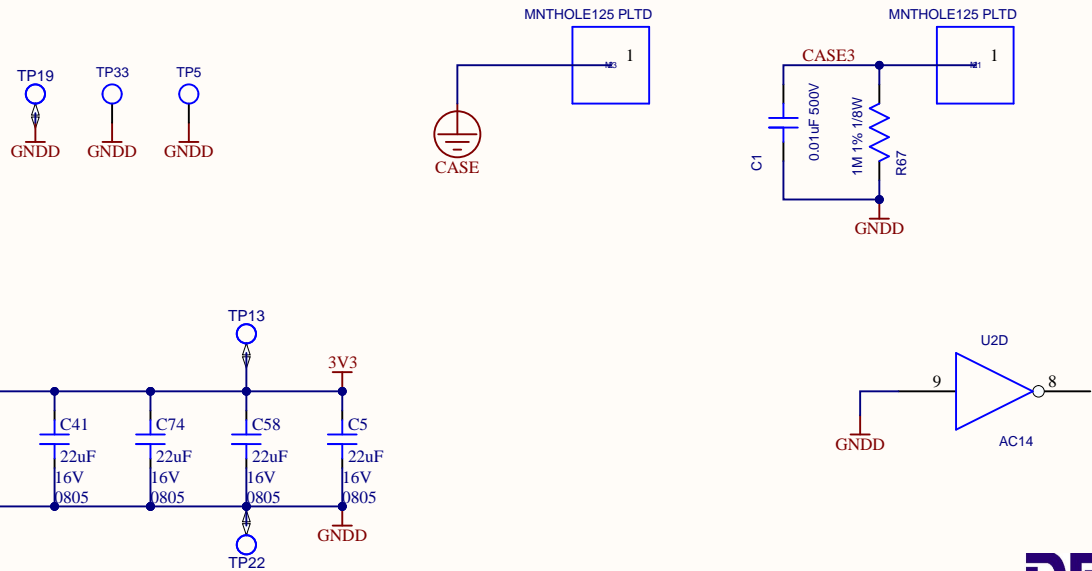 MNTHOLE125 PLTD
1
M3
CASE
MNTHOLE125 PLTD
1
M1
CASE3
0.01uF 500V
C1
1M 1% 1/8W
R67
GNDD
TP19
GNDD
TP33
GNDD
TP5
GNDD
TP13
3V3
C41
22uF
16V
0805
C74
22uF
16V
0805
C58
22uF
16V
0805
C5
22uF
16V
0805
GNDD
TP22
U2D
9
8
AC14
GNDD